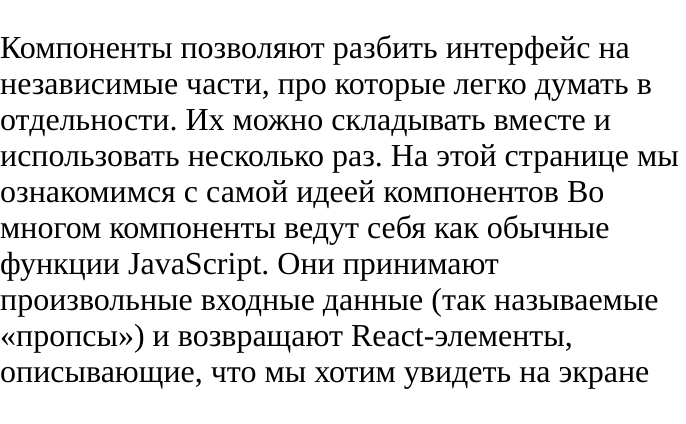 Компоненты позволяют разбить интерфейс на
независимые части, про которые легко думать в
отдельности. Их можно складывать вместе и
использовать несколько раз. На этой странице мы
ознакомимся с самой идеей компонентов Во
многом компоненты ведут себя как обычные
функции JavaScript. Они принимают
произвольные входные данные (так называемые
«пропсы») и возвращают React-элементы,
описывающие, что мы хотим увидеть на экране